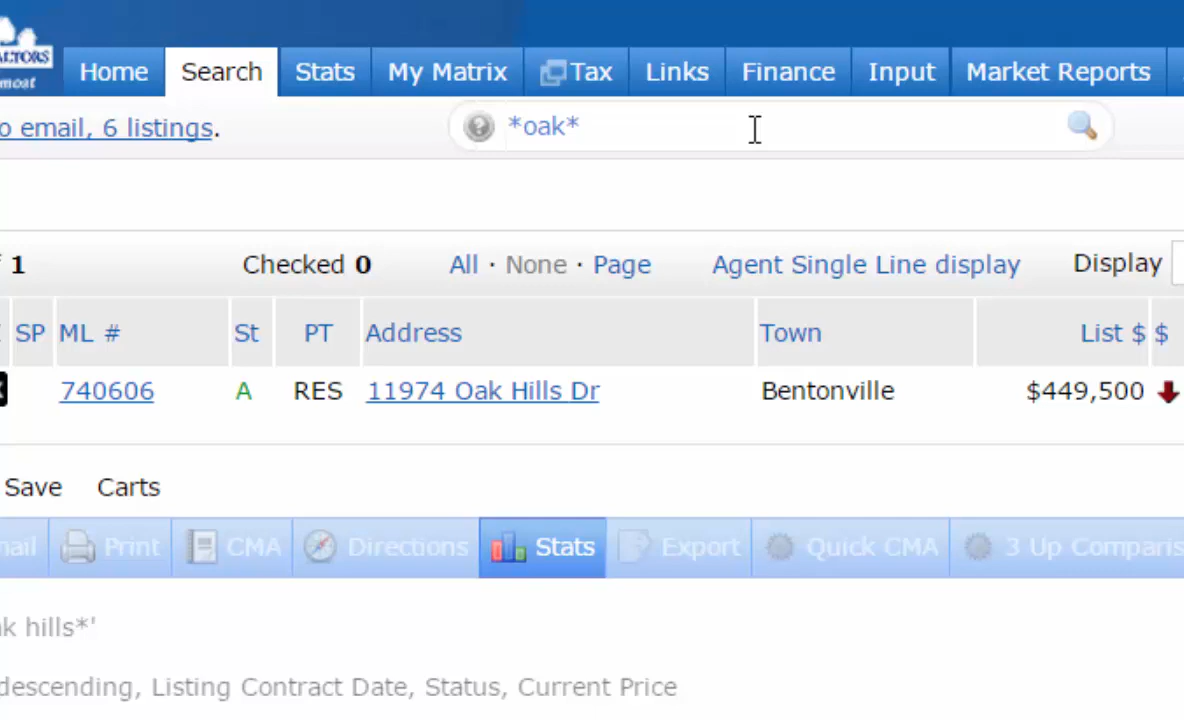 Home Search Stats My Matrix Tax Links Finance Input Market Reports
o email, 6 listings. *oak*
1 Checked 0 All · None · Page Agent Single Line display Display
SP ML # St PT Address Town List $ $
740606 A RES 11974 Oak Hills Dr Bentonville $449,500
Save Carts
ail Print CMA Directions Stats Export Quick CMA 3 Up Comparis
k hills*'
descending, Listing Contract Date, Status, Current Price